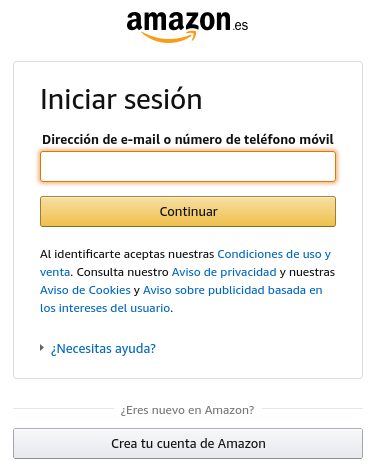 amazon.es
Iniciar sesión
Dirección de e-mail o número de teléfono móvil
Continuar
Al identificarte aceptas nuestras Condiciones de uso y
venta. Consulta nuestro Aviso de privacidad y nuestras
Aviso de Cookies y Aviso sobre publicidad basada en
los intereses del usuario.
¿Necesitas ayuda?
¿Eres nuevo en Amazon?
Crea tu cuenta de Amazon